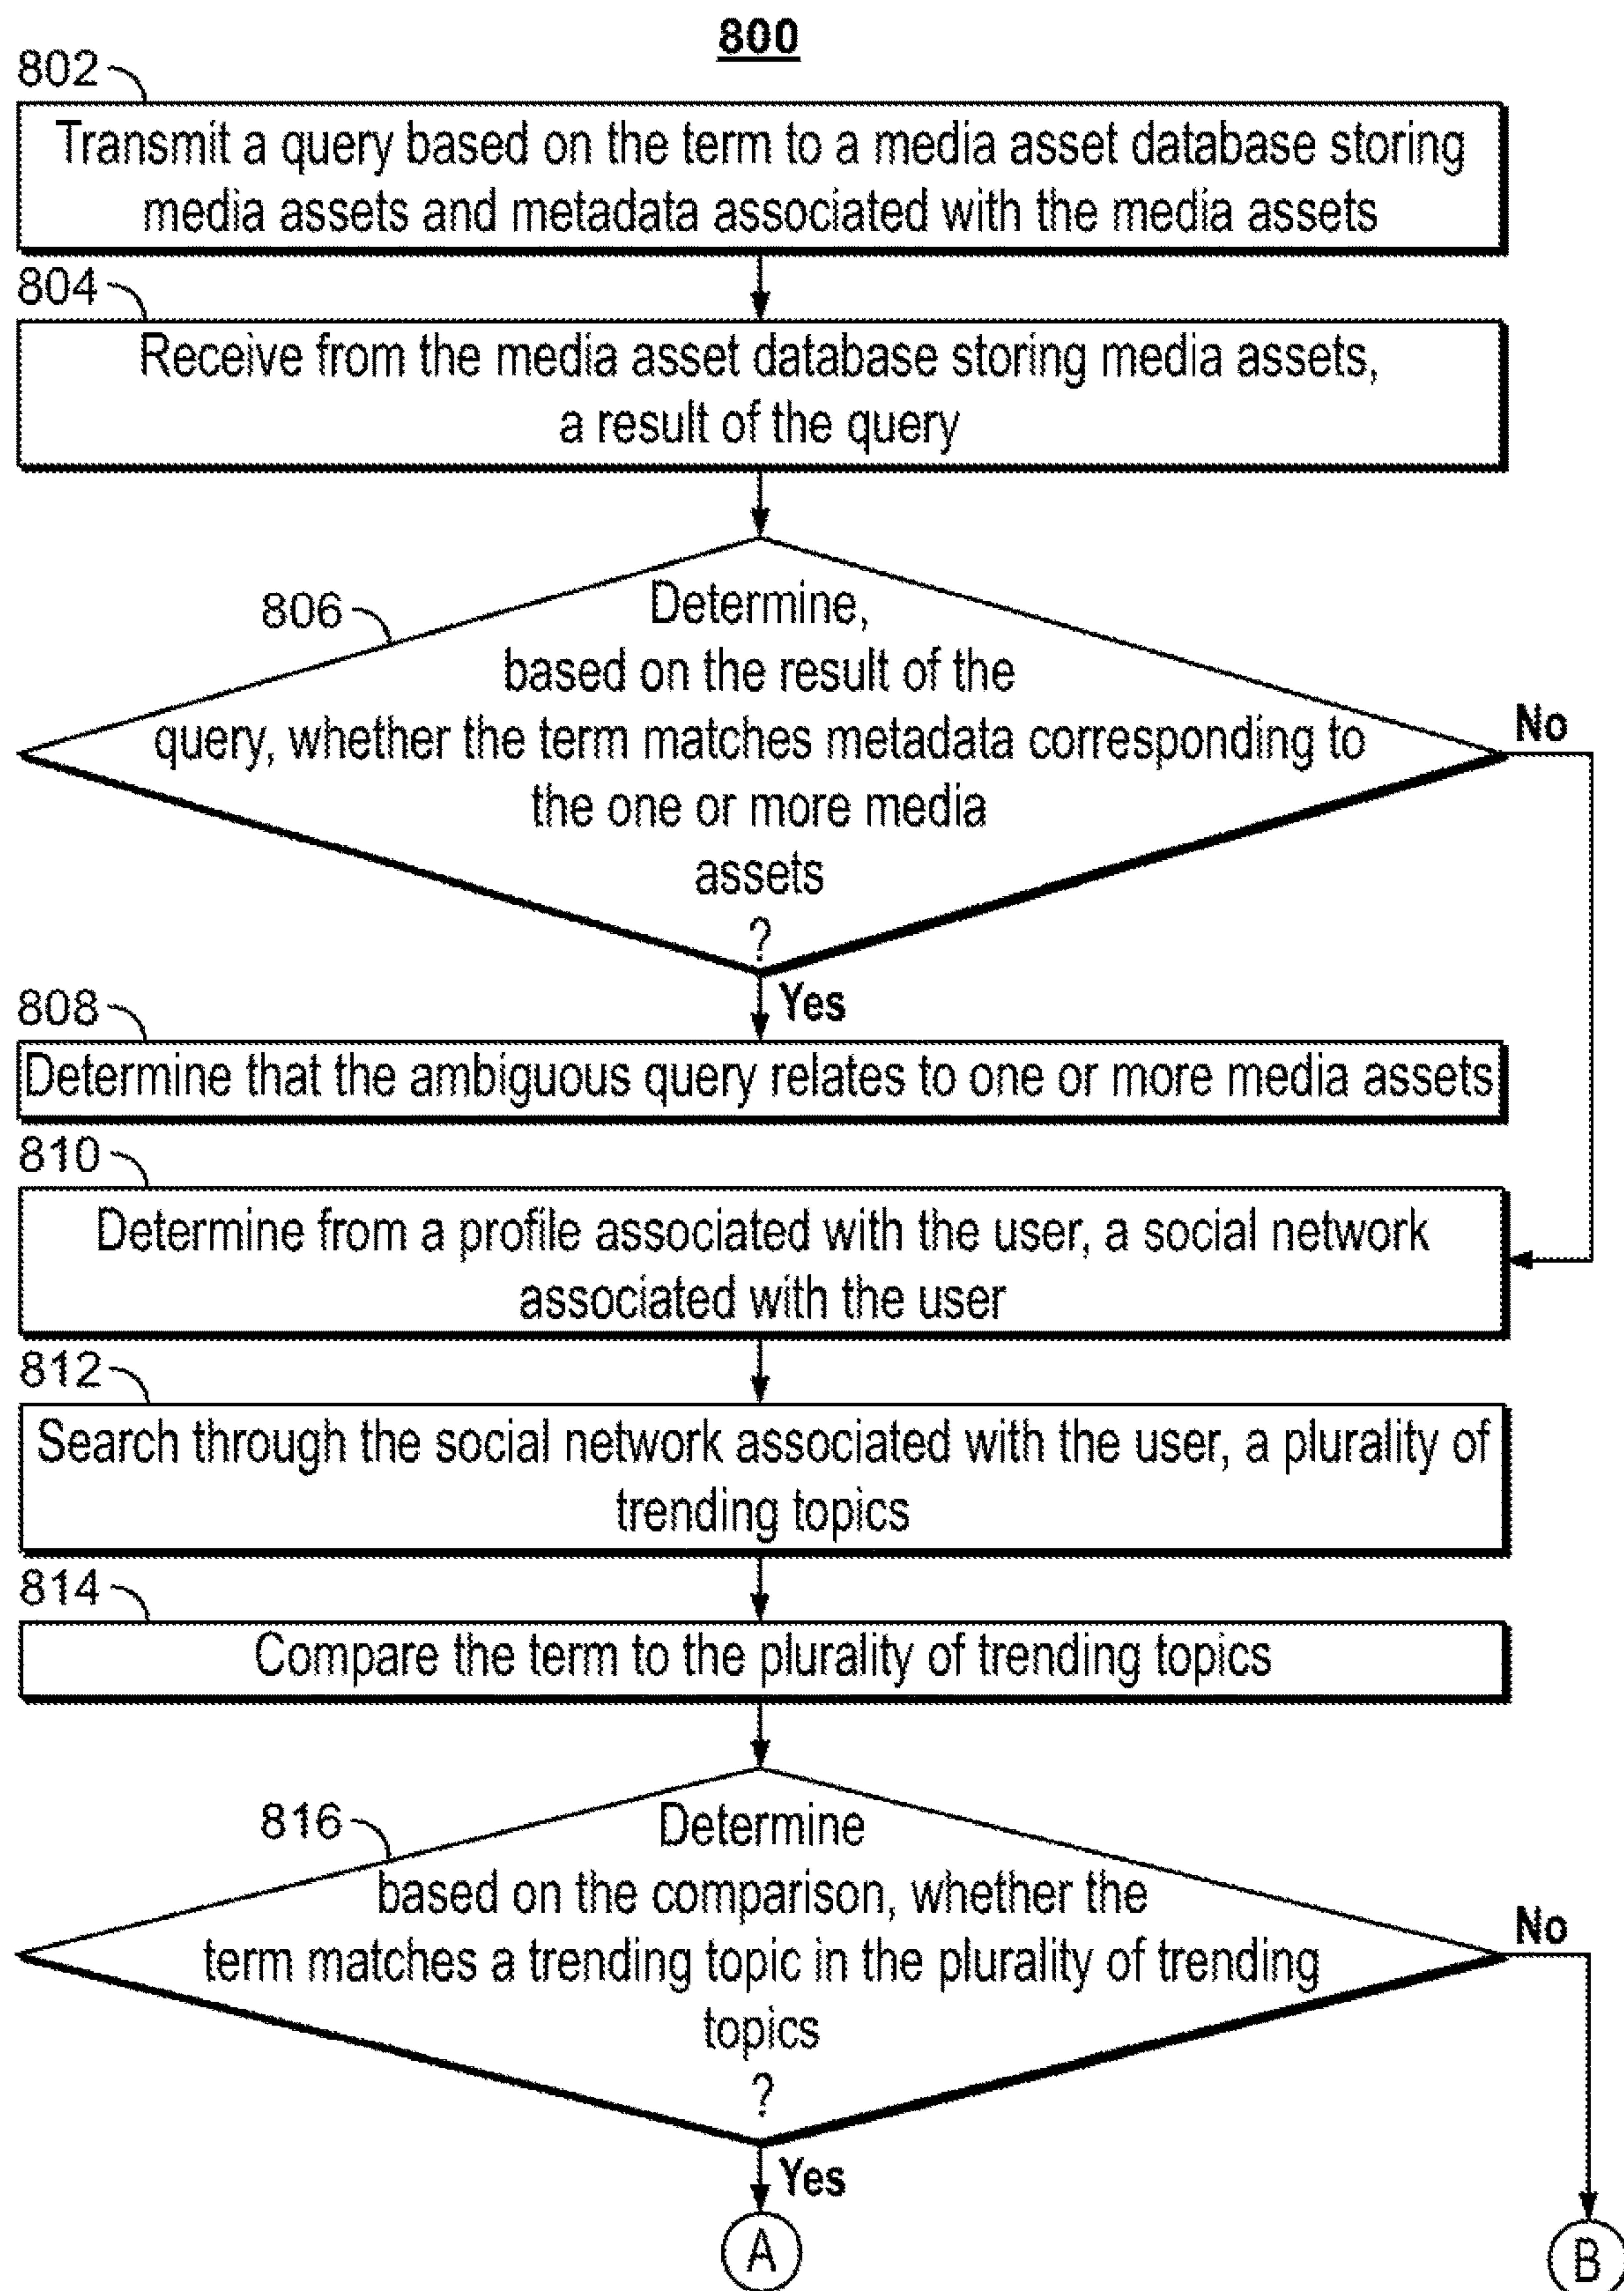 800
802
Transmit a query based on the term to a media asset database storing
media assets and metadata associated with the media assets
804
Receive from the media asset database storing media assets,
a result of the query
806
Determine,
based on the result of the
query, whether the term matches metadata corresponding to
the one or more media
assets
?
No
Yes
808
Determine that the ambiguous query relates to one or more media assets
810
Determine from a profile associated with the user, a social network
associated with the user
812
Search through the social network associated with the user, a plurality of
trending topics
814
Compare the term to the plurality of trending topics
816
Determine
based on the comparison, whether the
term matches a trending topic in the plurality of trending
topics
?
No
Yes
A
B